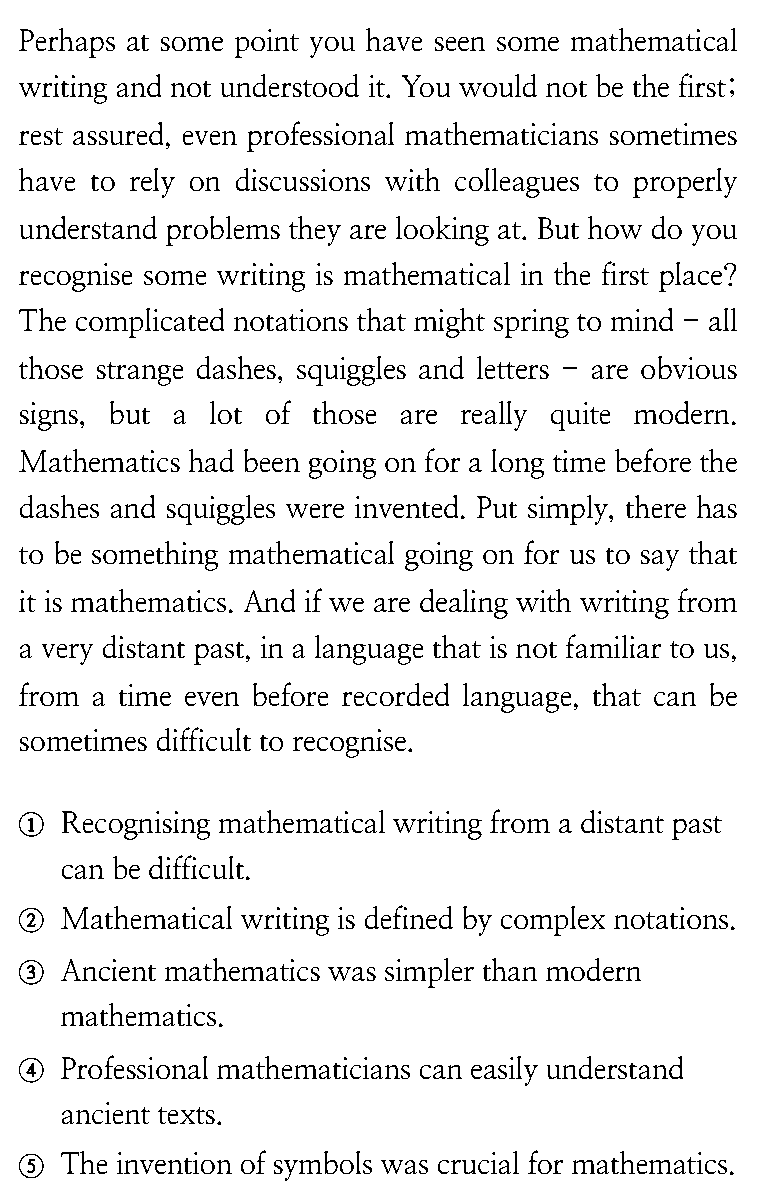 Perhaps at some point you have seen some mathematical
writing and not understood it. You would not be the first;
rest assured, even professional mathematicians sometimes
have to rely on discussions with colleagues to properly
understand problems they are looking at. But how do you
recognise some writing is mathematical in the first place?
The complicated notations that might spring to mind − all
those strange dashes, squiggles and letters − are obvious
signs, but a lot of those are really quite modern.
Mathematics had been going on for a long time before the
dashes and squiggles were invented. Put simply, there has
to be something mathematical going on for us to say that
it is mathematics. And if we are dealing with writing from
a very distant past, in a language that is not familiar to us,
from a time even before recorded language, that can be
sometimes difficult to recognise.
① Recognising mathematical writing from a distant past
can be difficult.
② Mathematical writing is defined by complex notations.
③ Ancient mathematics was simpler than modern
mathematics.
④ Professional mathematicians can easily understand
ancient texts.
⑤ The invention of symbols was crucial for mathematics.